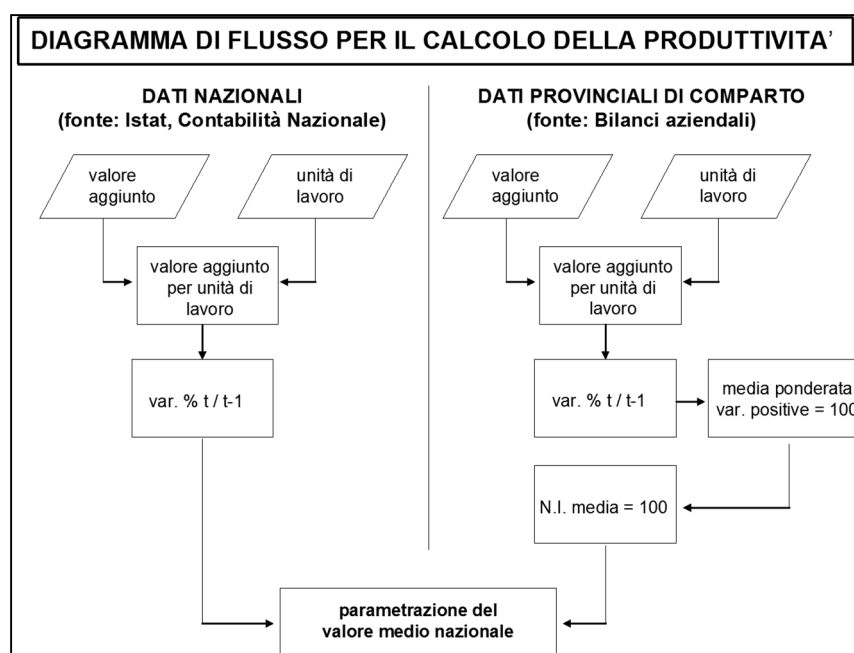 DIAGRAMMA DI FLUSSO PER IL CALCOLO DELLA PRODUTTIVITA’
DATI NAZIONALI
(fonte: Istat, Contabilità Nazionale)
valore
aggiunto
unità di
lavoro
valore aggiunto
per unità di
lavoro
var. % t / t-1
DATI PROVINCIALI DI COMPARTO
(fonte: Bilanci aziendali)
valore
aggiunto
unità di
lavoro
valore aggiunto
per unità di
lavoro
var. % t / t-1
media ponderata
var. positive = 100
N.I. media = 100
parametrazione del
valore medio nazionale